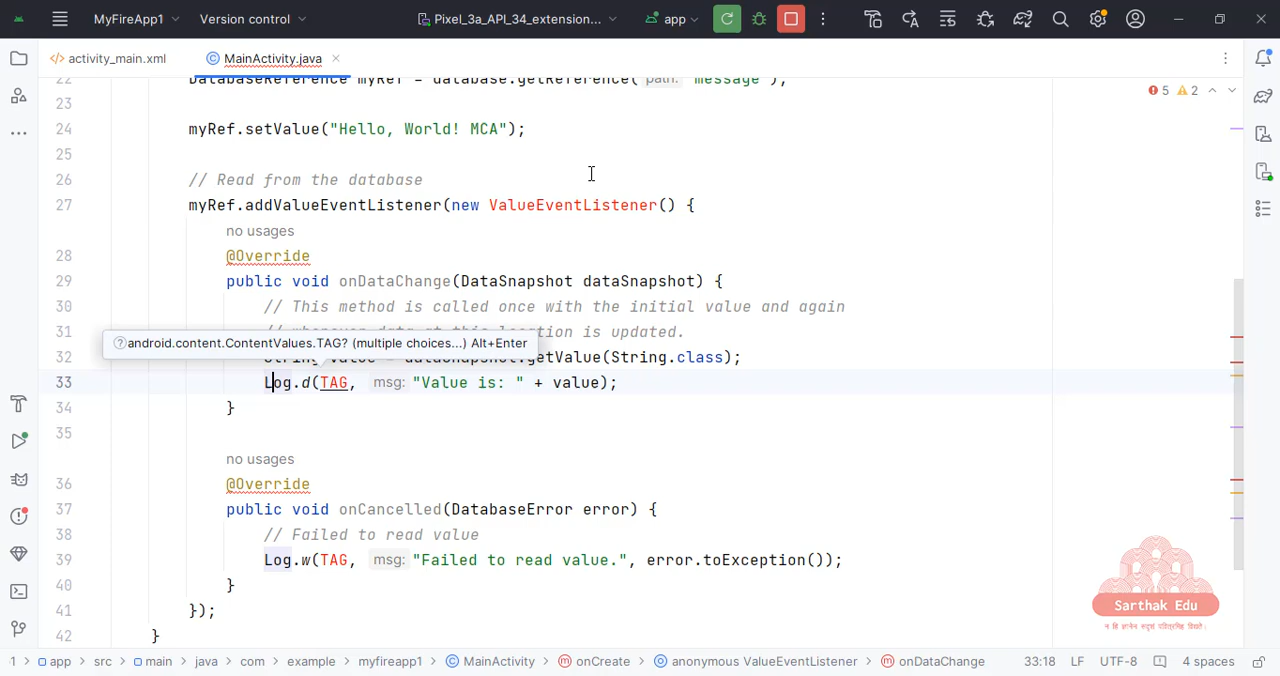 MyFireApp1 Version control Pixel_3a_API_34_extension... app
activity_main.xml MainActivity.java
22 DatabaseReference myRef = database.getReference( path: "message");
5 2
23
24 myRef.setValue("Hello, World! MCA");
25
26 // Read from the database
27 myRef.addValueEventListener(new ValueEventListener() {
no usages
28 @Override
29 public void onDataChange(DataSnapshot dataSnapshot) {
30 // This method is called once with the initial value and again
31 // whenever data at this location is updated.
android.content.ContentValues.TAG? (multiple choices...) Alt+Enter
32 String value = dataSnapshot.getValue(String.class);
33 Log.d(TAG, msg: "Value is: " + value);
34 }
35
no usages
36 @Override
37 public void onCancelled(DatabaseError error) {
38 // Failed to read value
39 Log.w(TAG, msg: "Failed to read value.", error.toException());
40 }
41 });
42 }
Sarthak Edu
app src main java com example myfireapp1 MainActivity onCreate anonymous ValueEventListener onDataChange 33:18 LF UTF-8 4 spaces